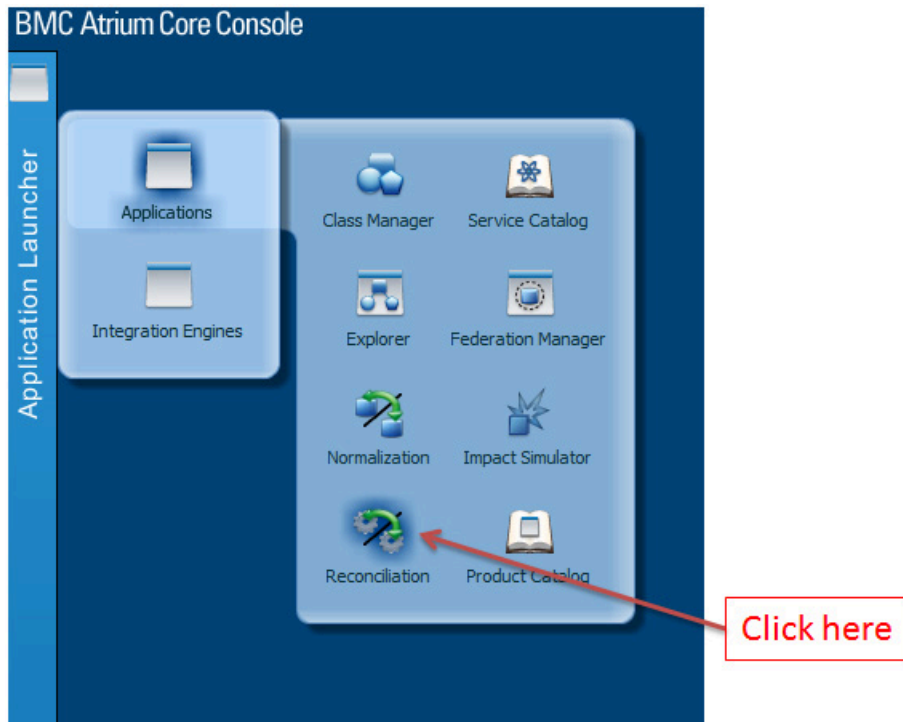 BMC Atrium Core Console
Application Launcher
Applications
Integration Engines
Class Manager
Service Catalog
Explorer
Federation Manager
Normalization
Impact Simulator
Reconciliation
Product Catalog
Click here